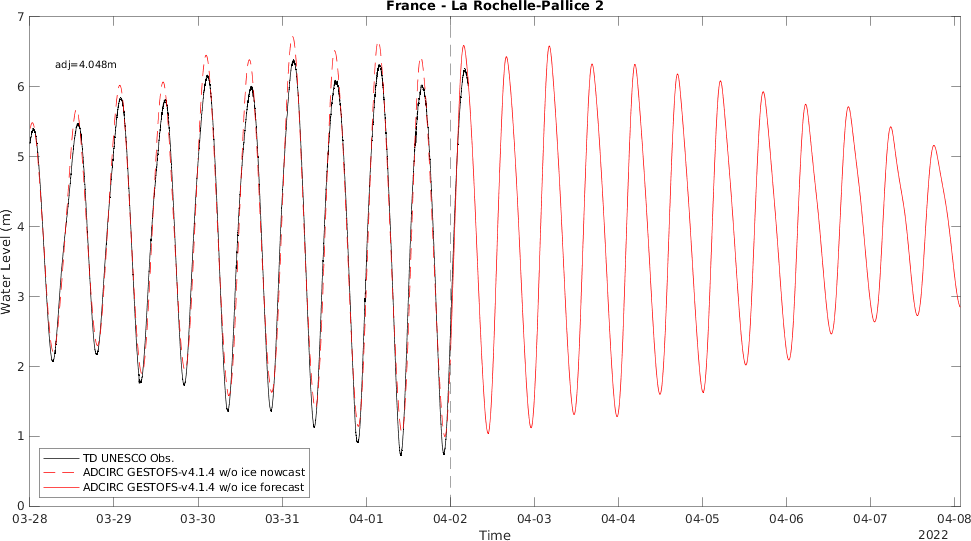 France - La Rochelle-Pallice 2
7
adj=4.048m
6
5
4
Water Level (m)
3
2
1
TD UNESCO Obs.
ADCIRC GESTOFS-v4.1.4 w/o ice nowcast
ADCIRC GESTOFS-v4.1.4 w/o ice forecast
0
03-28 03-29 03-30 03-31 04-01 04-02 04-03 04-04 04-05 04-06 04-07 04-08
Time
2022